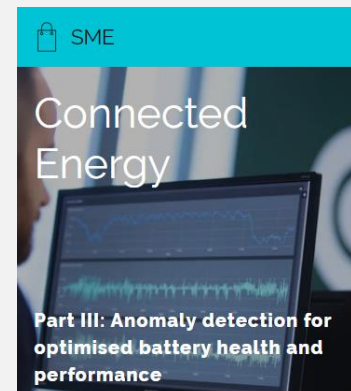 SME
Connected
Energy
Part III: Anomaly detection for
optimised battery health and
performance